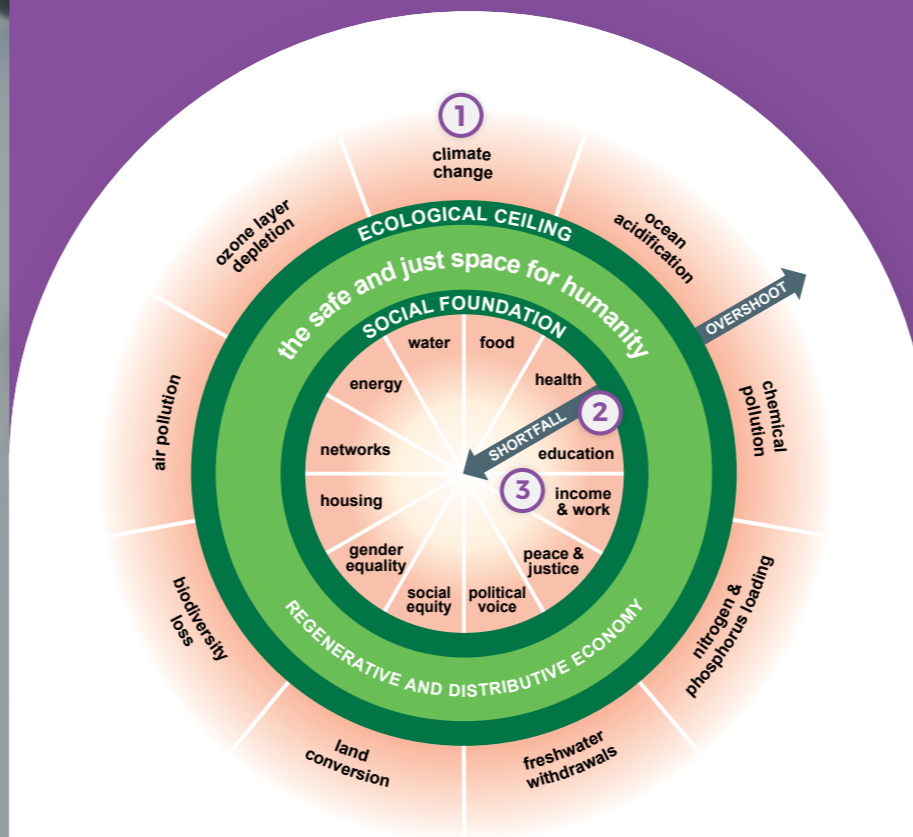 1
climate
change
ozone layer
depletion
ocean
acidification
ECOLOGICAL CEILING
the safe and just space for humanity
OVERSHOOT
SOCIAL FOUNDATION
water
food
energy
health
air pollution
chemical
pollution
2
SHORTFALL
networks
education
3
housing
income
& work
gender
equality
peace &
justice
social
equity
political
voice
biodiversity
loss
nitrogen &
phosphorus loading
REGENERATIVE AND DISTRIBUTIVE ECONOMY
land
conversion
freshwater
withdrawals